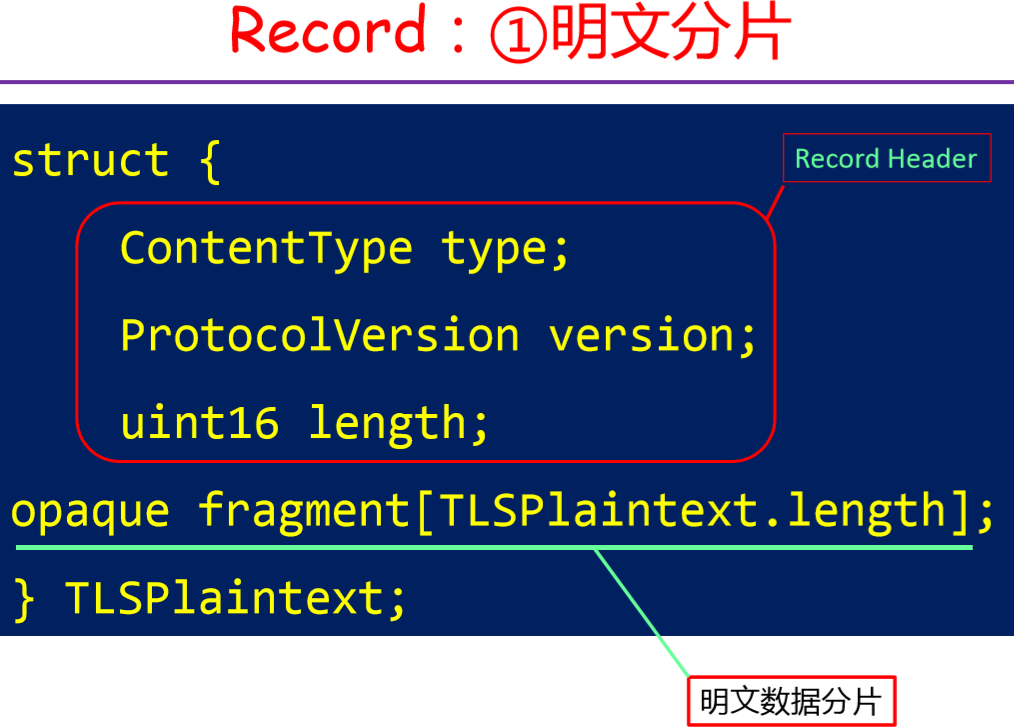 Record：①明文分片
struct {
Record Header
ContentType type;
ProtocolVersion version;
uint16 length;
opaque fragment[TLSPlaintext.length];
} TLSPlaintext;
明文数据分片